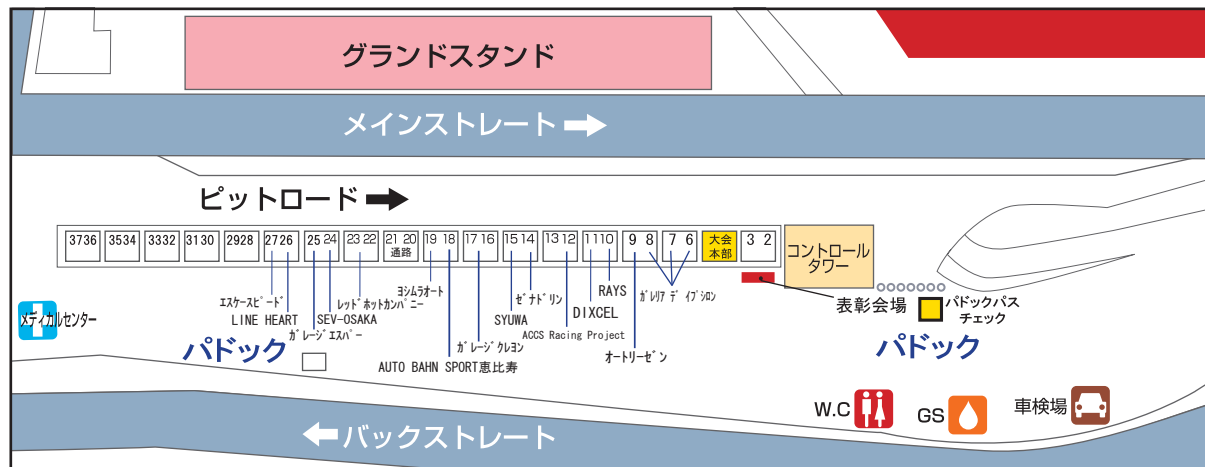 グランドスタンド
メインストレート
ピットロード
3736 3534 3332 3130 2928 2726 25 24 23 22 21 20 19 18 17 16 15 14 13 12 1110 9 8 7 6 大会 3 2
通路
本部
コントロール
タワー
エスケースピード
LINE HEART
ガレージエスパー
SEV-OSAKA
レッドホットカンパニー
ヨシムラオート
AUTO BAHN SPORT恵比寿
ガレージクレヨン
SYUWA
ゼナドリン
ACCS Racing Project
DIXCEL
RAYS
オートリーゼン
ガレリア デ イプシロン
表彰会場
パドックパス
チェック
メディカルセンター
パドック
パドック
W.C
GS
車検場
バックストレート